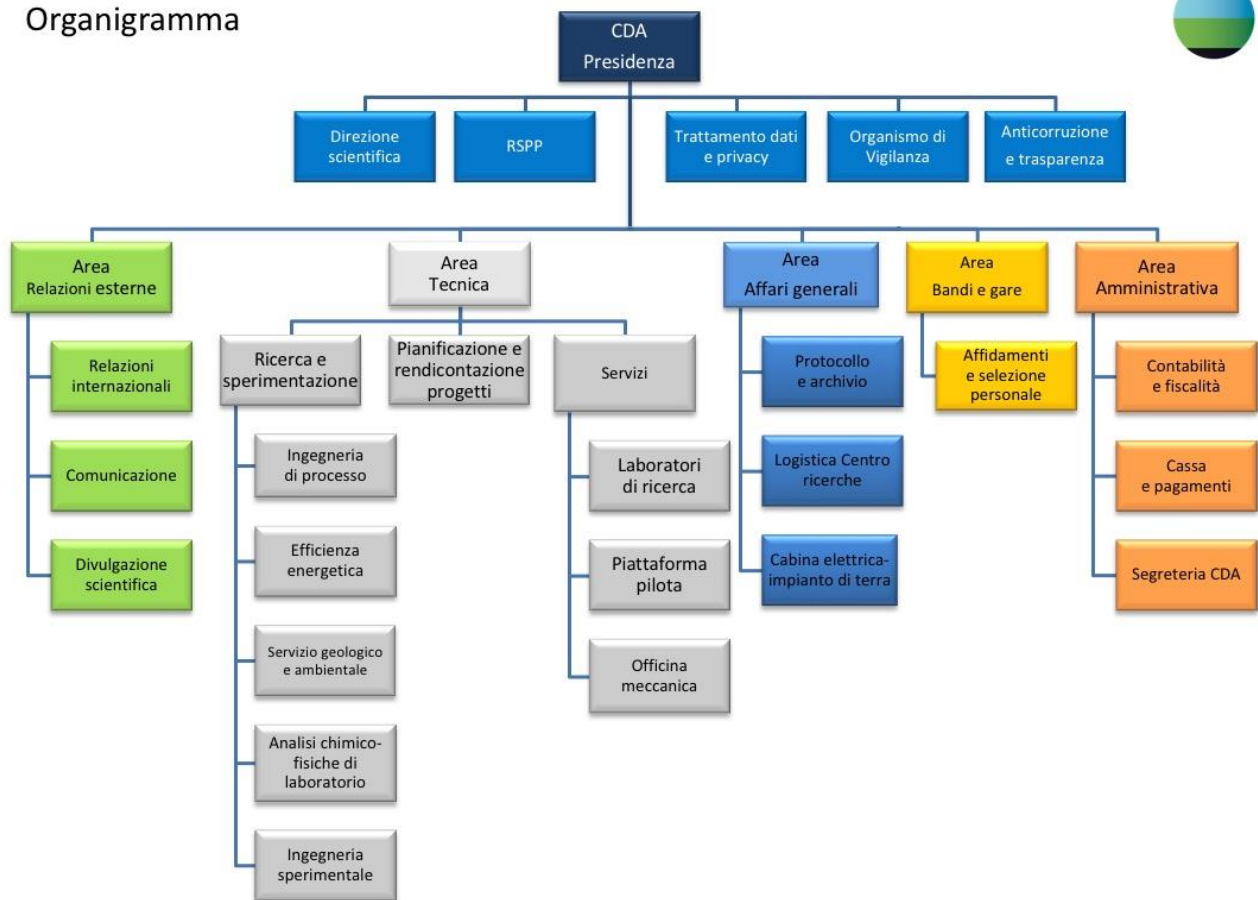 Organigramma
CDA
Presidenza
Direzione
scientifica
RSPP
Trattamento dati
e privacy
Organismo di
Vigilanza
Anticorruzione
e trasparenza
Area
Relazioni esterne
Area
Tecnica
Area
Affari generali
Area
Bandi e gare
Area
Amministrativa
Relazioni
internazionali
Comunicazione
Divulgazione
scientifica
Ricerca e
sperimentazione
Pianificazione e
rendicontazione
progetti
Servizi
Ingegneria
di processo
Efficienza
energetica
Servizio geologico
e ambientale
Analisi chimico-
fisiche di
laboratorio
Ingegneria
sperimentale
Laboratori
di ricerca
Piattaforma
pilota
Officina
meccanica
Protocollo
e archivio
Logistica Centro
ricerche
Cabina elettrica-
impianto di terra
Affidamenti
e selezione
personale
Contabilità
e fiscalità
Cassa
e pagamenti
Segreteria CDA